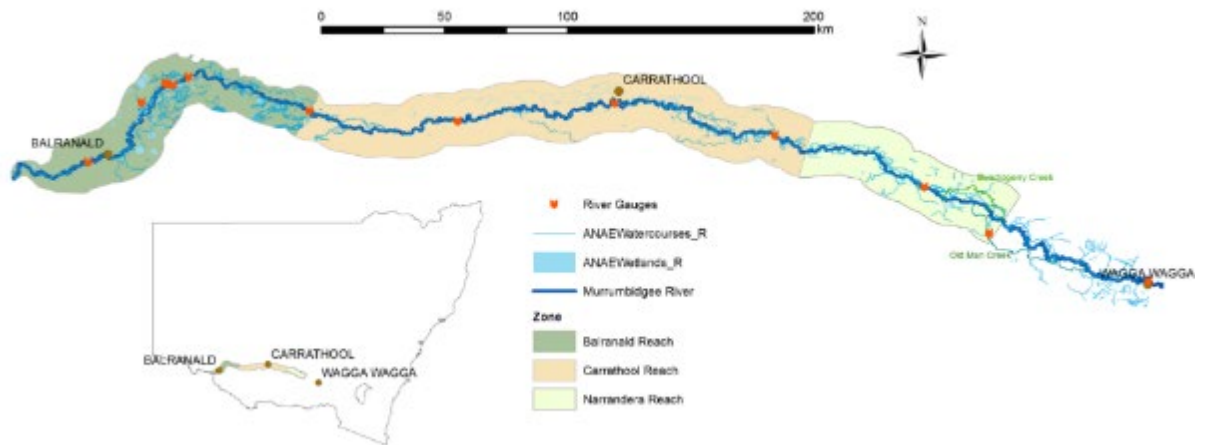 0 50 100 200
km
N
CARRATHOOL
BALRANALD
Old Man Creek
WAGGA WAGGA
River Gauges
ANAEWatercourses_R
ANAEWetlands_R
Murrumbidgee River
Zone
Balranald Reach
Carrathool Reach
Narrandera Reach
BALRANALD
CARRATHOOL
WAGGA WAGGA